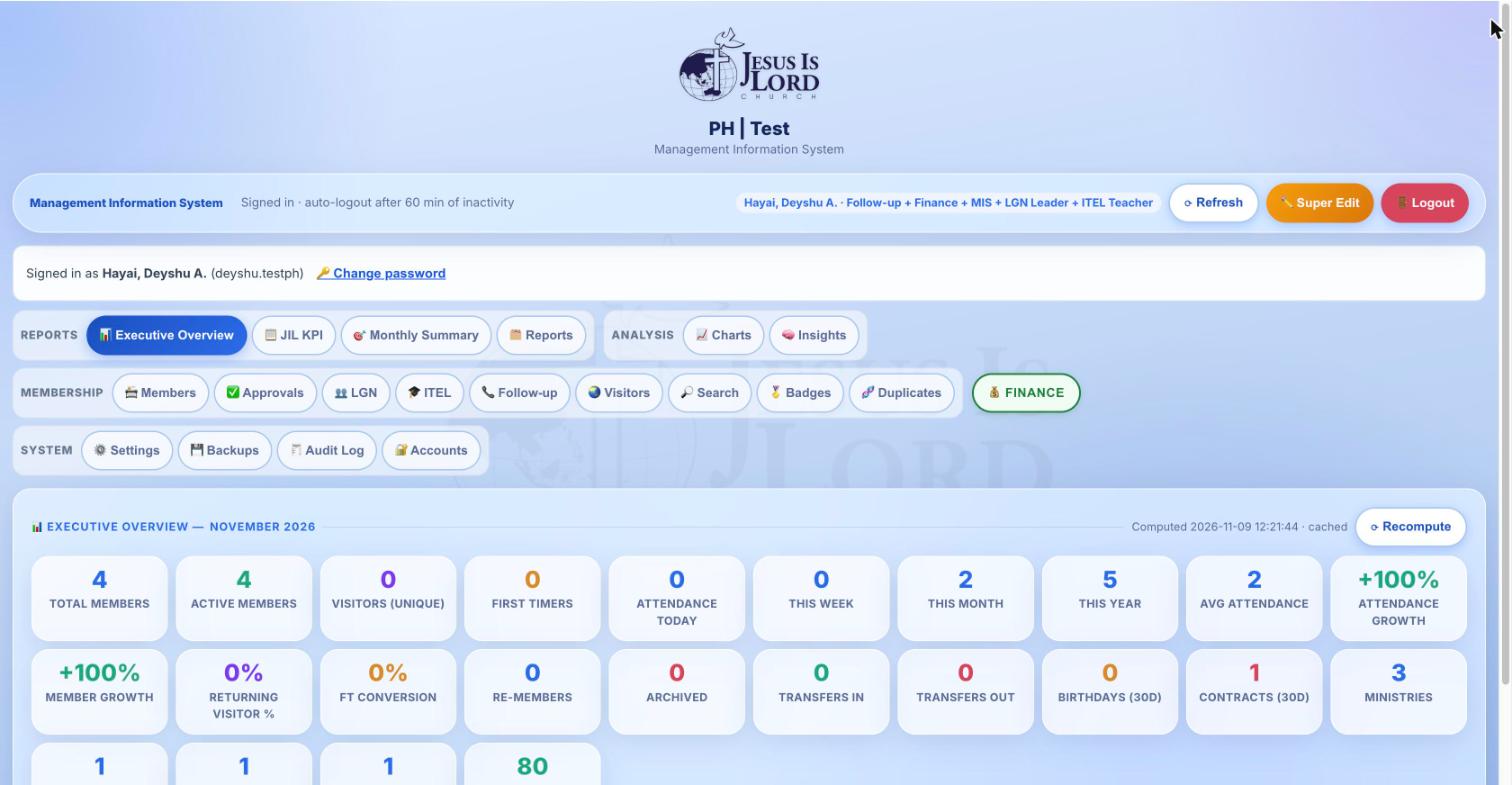 JESUS IS
LORD
CHURCH
PH | Test
Management Information System
Management Information System Signed in · auto-logout after 60 min of inactivity Hayai, Deyshu A. · Follow-up + Finance + MIS + LGN Leader + ITEL Teacher Refresh Super Edit Logout
Signed in as Hayai, Deyshu A. (deyshu.testph) Change password
REPORTS Executive Overview JIL KPI Monthly Summary Reports ANALYSIS Charts Insights
MEMBERSHIP Members Approvals LGN ITEL Follow-up Visitors Search Badges Duplicates FINANCE
SYSTEM Settings Backups Audit Log Accounts
EXECUTIVE OVERVIEW — NOVEMBER 2026 Computed 2026-11-09 12:21:44 · cached Recompute
4 4 0 0 0 0 2 5 2 +100%
TOTAL MEMBERS ACTIVE MEMBERS VISITORS (UNIQUE) FIRST TIMERS ATTENDANCE THIS WEEK THIS MONTH THIS YEAR AVG ATTENDANCE ATTENDANCE
TODAY GROWTH
+100% 0% 0% 0 0 0 0 0 1 3
MEMBER GROWTH RETURNING FT CONVERSION RE-MEMBERS ARCHIVED TRANSFERS IN TRANSFERS OUT BIRTHDAYS (30D) CONTRACTS (30D) MINISTRIES
VISITOR %
1 1 1 80